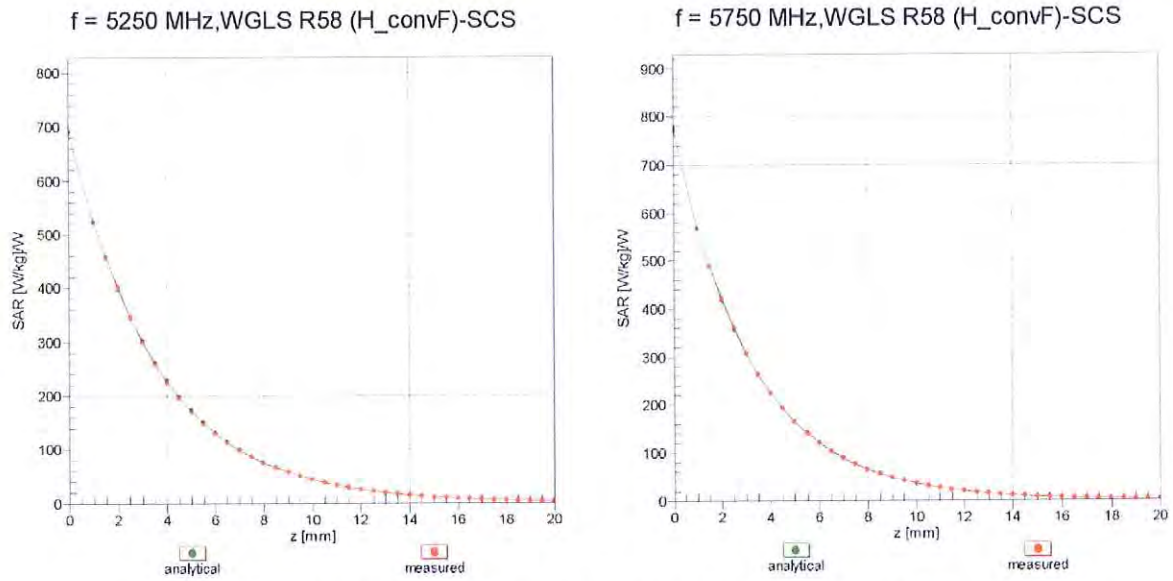 f = 5250 MHz,WGLS R58 (H_convF)-SCS
800
700
600
500
400
300
200
100
0
SAR [W/kg]/W
0 2 4 6 8 10 12 14 16 18 20
z [mm]
analytical measured
f = 5750 MHz,WGLS R58 (H_convF)-SCS
900
800
700
600
500
400
300
200
100
0
SAR [W/kg]/W
0 2 4 6 8 10 12 14 16 18 20
z [mm]
analytical measured